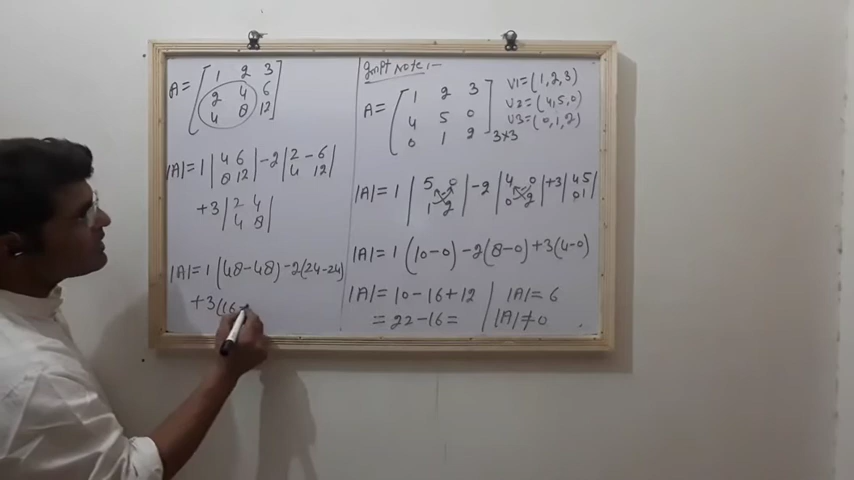 A= [ 1 2 3
2 4 6
4 8 12 ]
|A|= 1 | 4 6 | -2 | 2 - 6 |
8 12 4 12
+3 | 2 4 |
4 8
|A|= 1 (48-48) -2(24-24)
+3(16-
Impt Note:-
A= [ 1 2 3
4 5 0
0 1 2 ] 3×3
V1=(1,2,3)
V2=(4,5,0)
V3=(0,1,2)
|A|= 1 | 5 0 | -2 | 4 0 | +3 | 4 5 |
1 2 0 2 0 1
|A|= 1 (10-0) -2(8-0) +3(4-0)
|A|= 10-16+12
= 22-16=
|A|= 6
|A|≠0